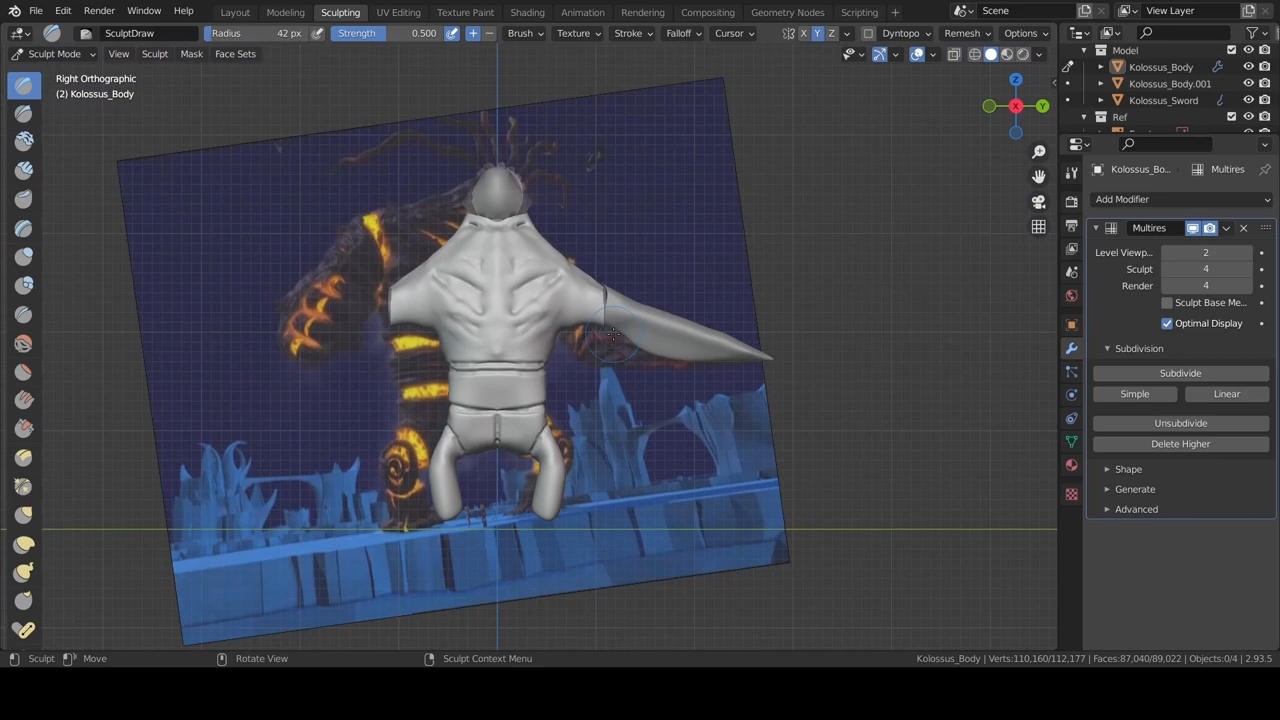 File Edit Render Window Help Layout Modeling Sculpting UV Editing Texture Paint Shading Animation Rendering Compositing Geometry Nodes Scripting + Scene View Layer
SculptDraw Radius 42 px Strength 0.500 Brush Texture Stroke Falloff Cursor X Y Z Dyntopo Remesh Options
Sculpt Mode View Sculpt Mask Face Sets
Right Orthographic
(2) Kolossus_Body
Z
X
Y
Model
Kolossus_Body
Kolossus_Body.001
Kolossus_Sword
Ref
Kolossus_Bo... Multires
Add Modifier
Multires
Level Viewp... 2
Sculpt 4
Render 4
Sculpt Base Me...
Optimal Display
Subdivision
Subdivide
Simple Linear
Unsubdivide
Delete Higher
Shape
Generate
Advanced
Sculpt Move Rotate View Sculpt Context Menu Kolossus_Body | Verts:110,160/112,177 | Faces:87,040/89,022 | Objects:0/4 | 2.93.5